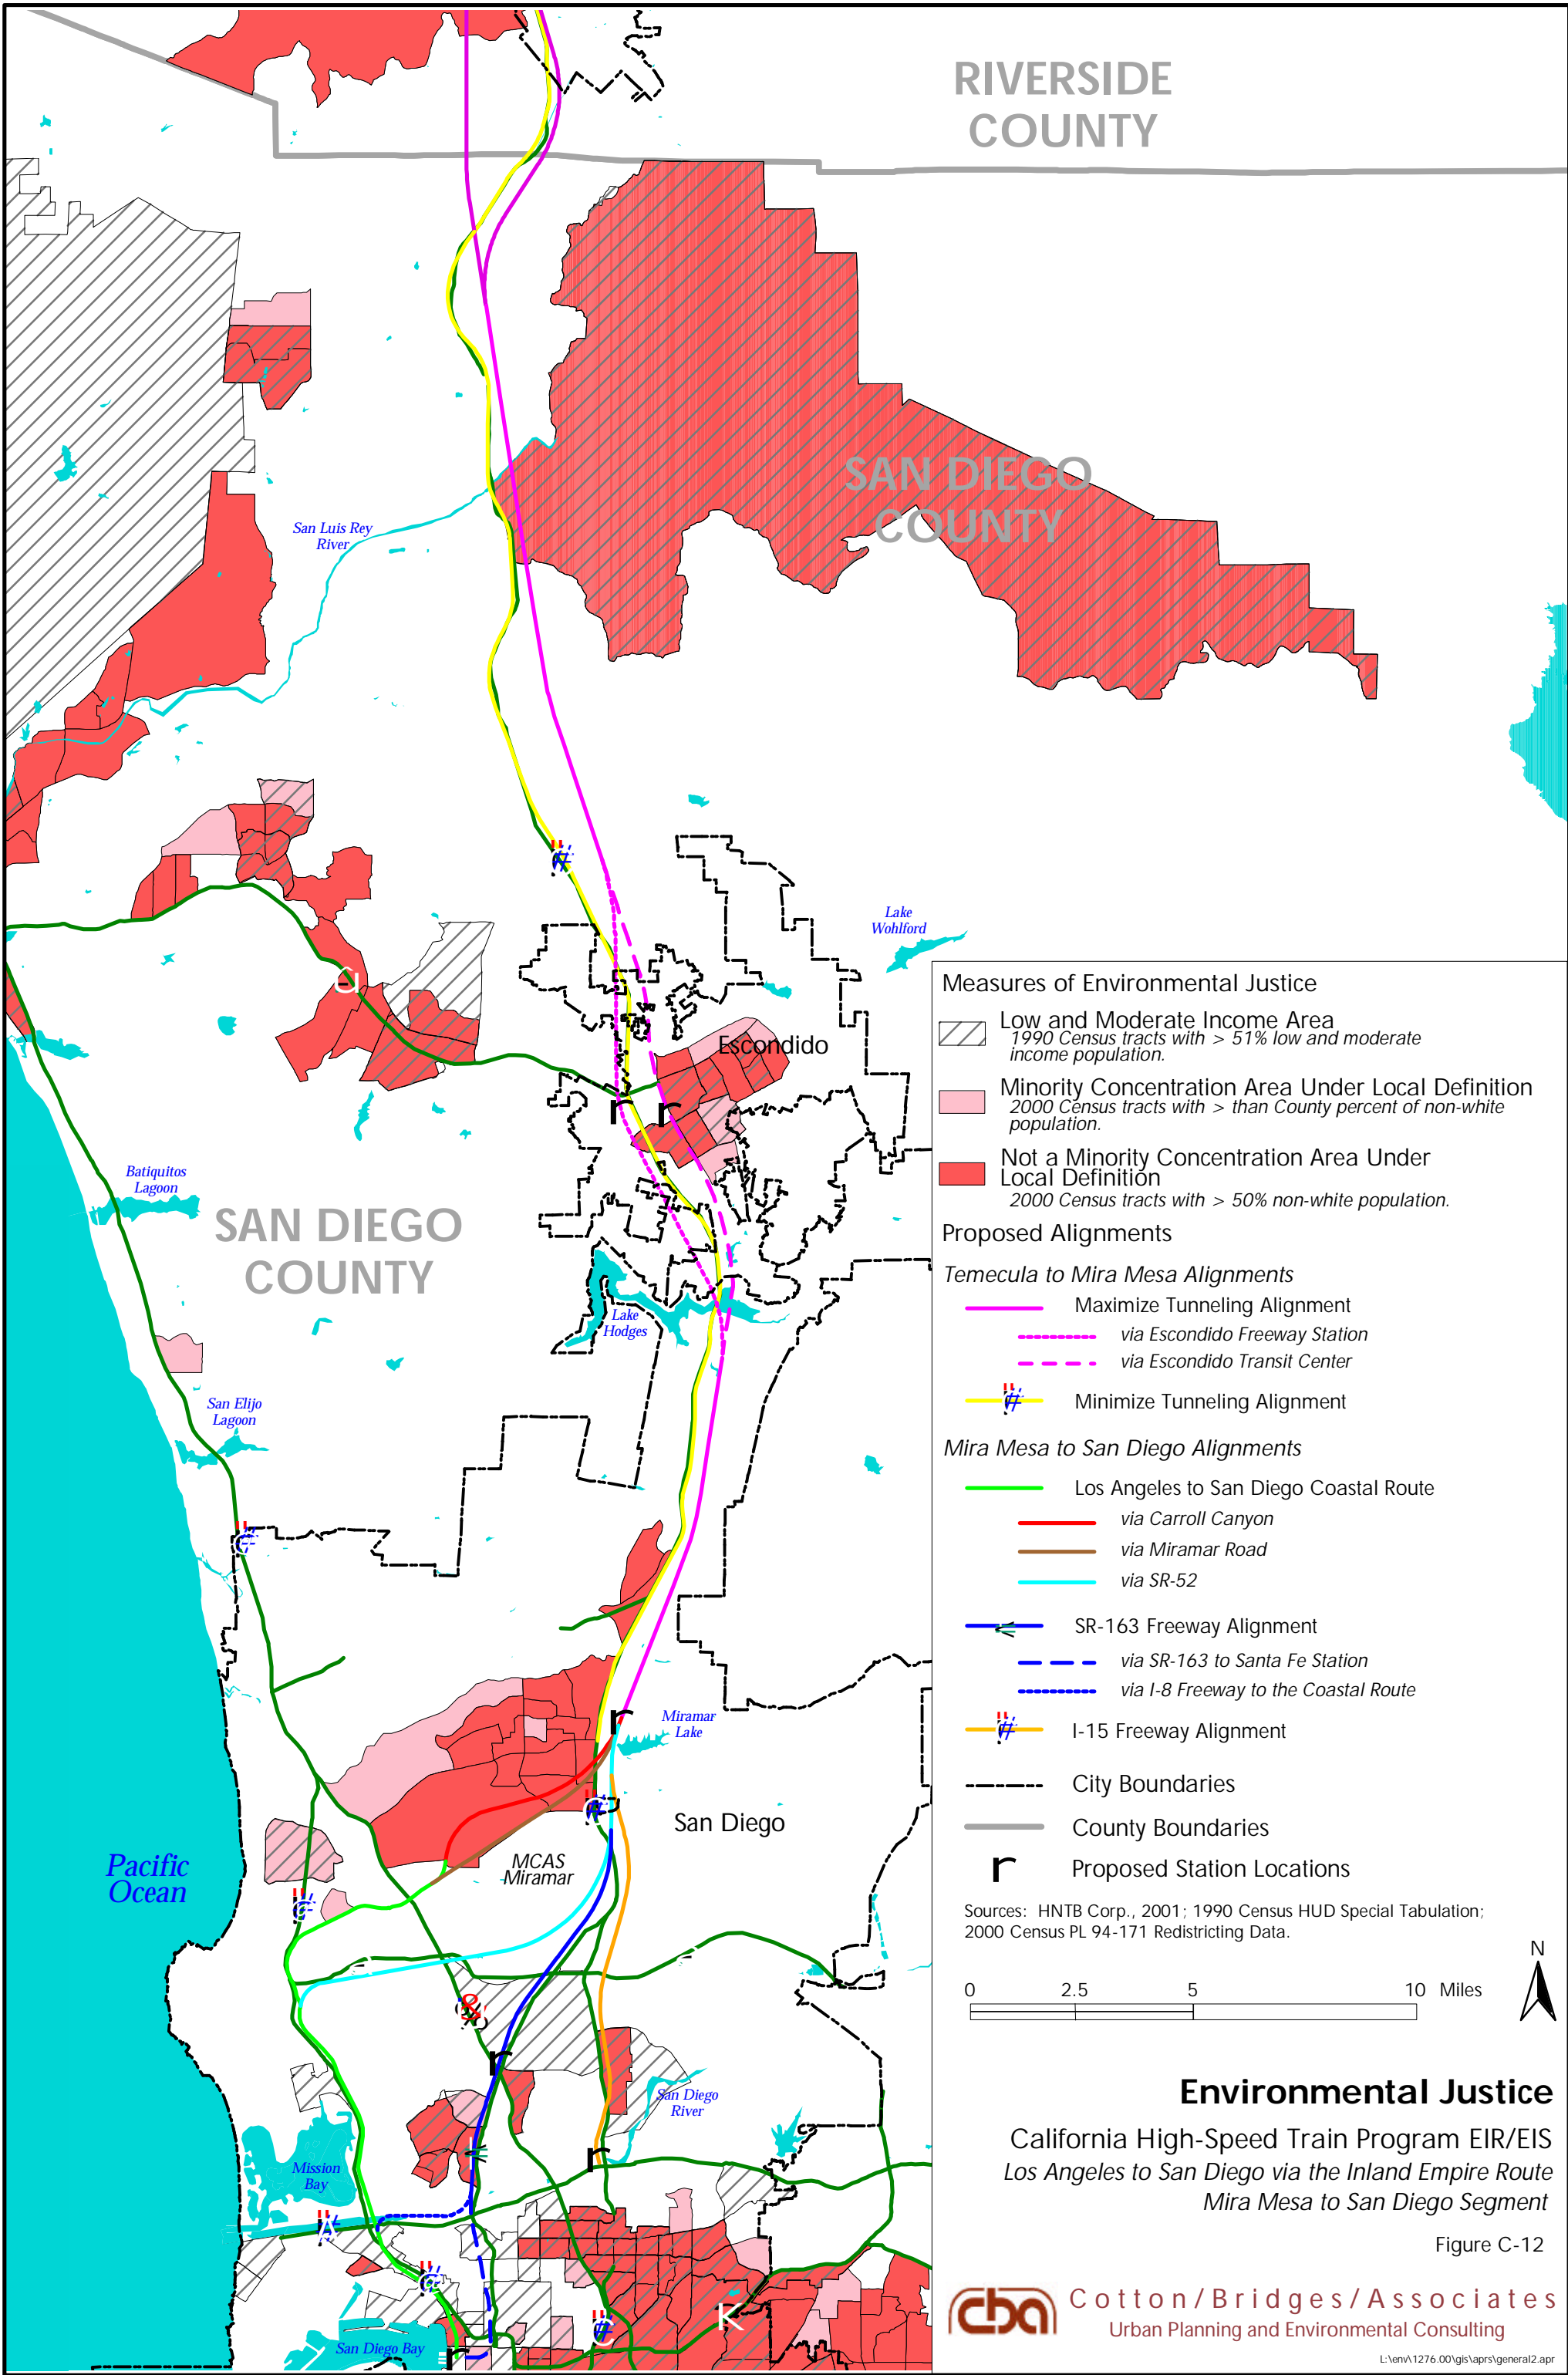 RIVERSIDE
COUNTY
SAN DIEGO
COUNTY
San Luis Rey
River
Lake
Wohlford
Escondido
r r
Batiquitos
Lagoon
SAN DIEGO
COUNTY
Lake
Hodges
San Elijo
Lagoon
r
Miramar
Lake
San Diego
MCAS
Miramar
Pacific
Ocean
&
r
San Diego
River
r
Mission
Bay
K
San Diego Bay
r
Measures of Environmental Justice
Low and Moderate Income Area
1990 Census tracts with > 51% low and moderate
income population.
Minority Concentration Area Under Local Definition
2000 Census tracts with > than County percent of non-white
population.
Not a Minority Concentration Area Under
Local Definition
2000 Census tracts with > 50% non-white population.
Proposed Alignments
Temecula to Mira Mesa Alignments
Maximize Tunneling Alignment
via Escondido Freeway Station
via Escondido Transit Center
Minimize Tunneling Alignment
Mira Mesa to San Diego Alignments
Los Angeles to San Diego Coastal Route
via Carroll Canyon
via Miramar Road
via SR-52
SR-163 Freeway Alignment
via SR-163 to Santa Fe Station
via I-8 Freeway to the Coastal Route
I-15 Freeway Alignment
City Boundaries
County Boundaries
r Proposed Station Locations
Sources: HNTB Corp., 2001; 1990 Census HUD Special Tabulation;
2000 Census PL 94-171 Redistricting Data.
N
0 2.5 5 10 Miles
Environmental Justice
California High-Speed Train Program EIR/EIS
Los Angeles to San Diego via the Inland Empire Route
Mira Mesa to San Diego Segment
Figure C-12
cba Cotton/Bridges/Associates
Urban Planning and Environmental Consulting
L:\env\1276.00\gis\aprs\general2.apr